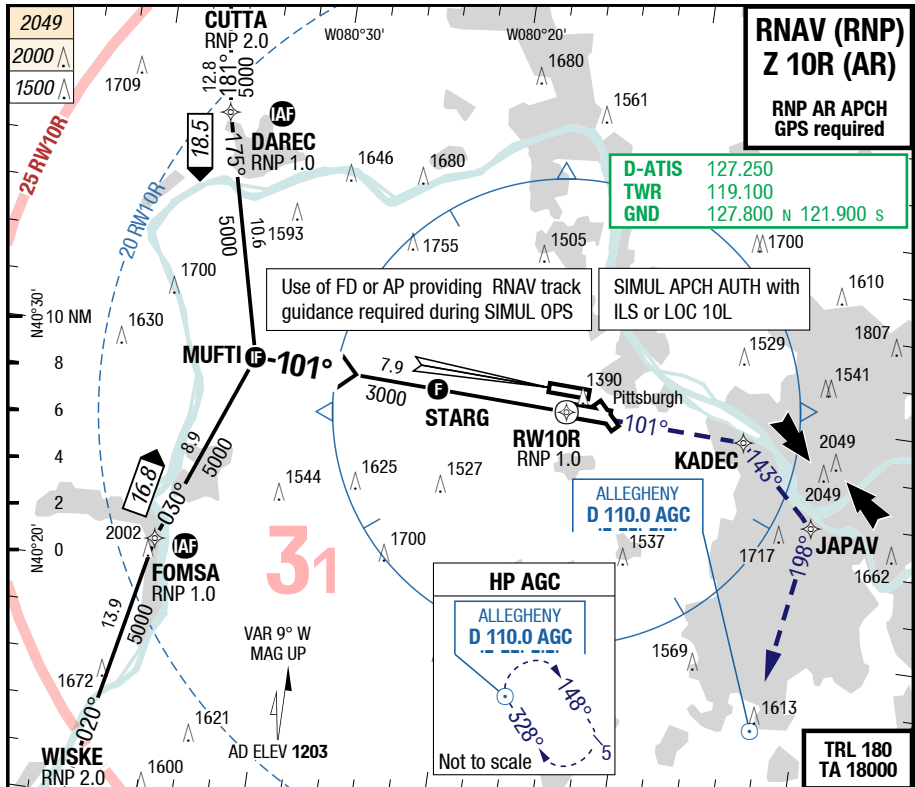 2049
2000
1500
1709
25 RW10R
20 RW10R
CUTTA
RNP 2.0
12.8
181°
5000
W080°30'
W080°20'
1680
1561
RNAV (RNP)
Z 10R (AR)
RNP AR APCH
GPS required
IAF
DAREC
RNP 1.0
18.5
175°
5000
10.6
1646
1680
1593
1755
1505
D-ATIS 127.250
TWR 119.100
GND 127.800 N 121.900 S
1700
1700
1610
1807
1630
N40°30'
10 NM
Use of FD or AP providing RNAV track
guidance required during SIMUL OPS
SIMUL APCH AUTH with
ILS or LOC 10L
1529
1541
MUFTI
IF
101°
7.9
3000
F
STARG
1390
Pittsburgh
RW10R
RNP 1.0
101°
KADEC
143°
2049
2049
8
6
4
2
0
N40°20'
8.9
5000
16.8
030°
2002
IAF
FOMSA
RNP 1.0
1544
1625
1527
1700
31
ALLEGHENY
D 110.0 AGC
1537
1717
JAPAV
1662
198°
13.9
5000
1672
020°
WISKE
RNP 2.0
1621
1600
VAR 9° W
MAG UP
AD ELEV 1203
HP AGC
ALLEGHENY
D 110.0 AGC
148°
328°
5
Not to scale
1569
1613
TRL 180
TA 18000